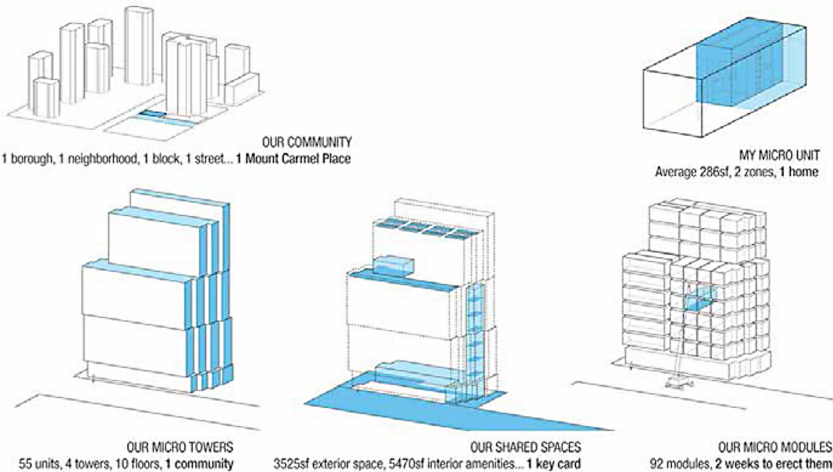 OUR COMMUNITY
1 borough, 1 neighborhood, 1 block, 1 street... 1 Mount Carmel Place
MY MICRO UNIT
Average 286sf, 2 zones, 1 home
OUR MICRO TOWERS
55 units, 4 towers, 10 floors, 1 community
OUR SHARED SPACES
3525sf exterior space, 5470sf interior amenities... 1 key card
OUR MICRO MODULES
92 modules, 2 weeks to erect them